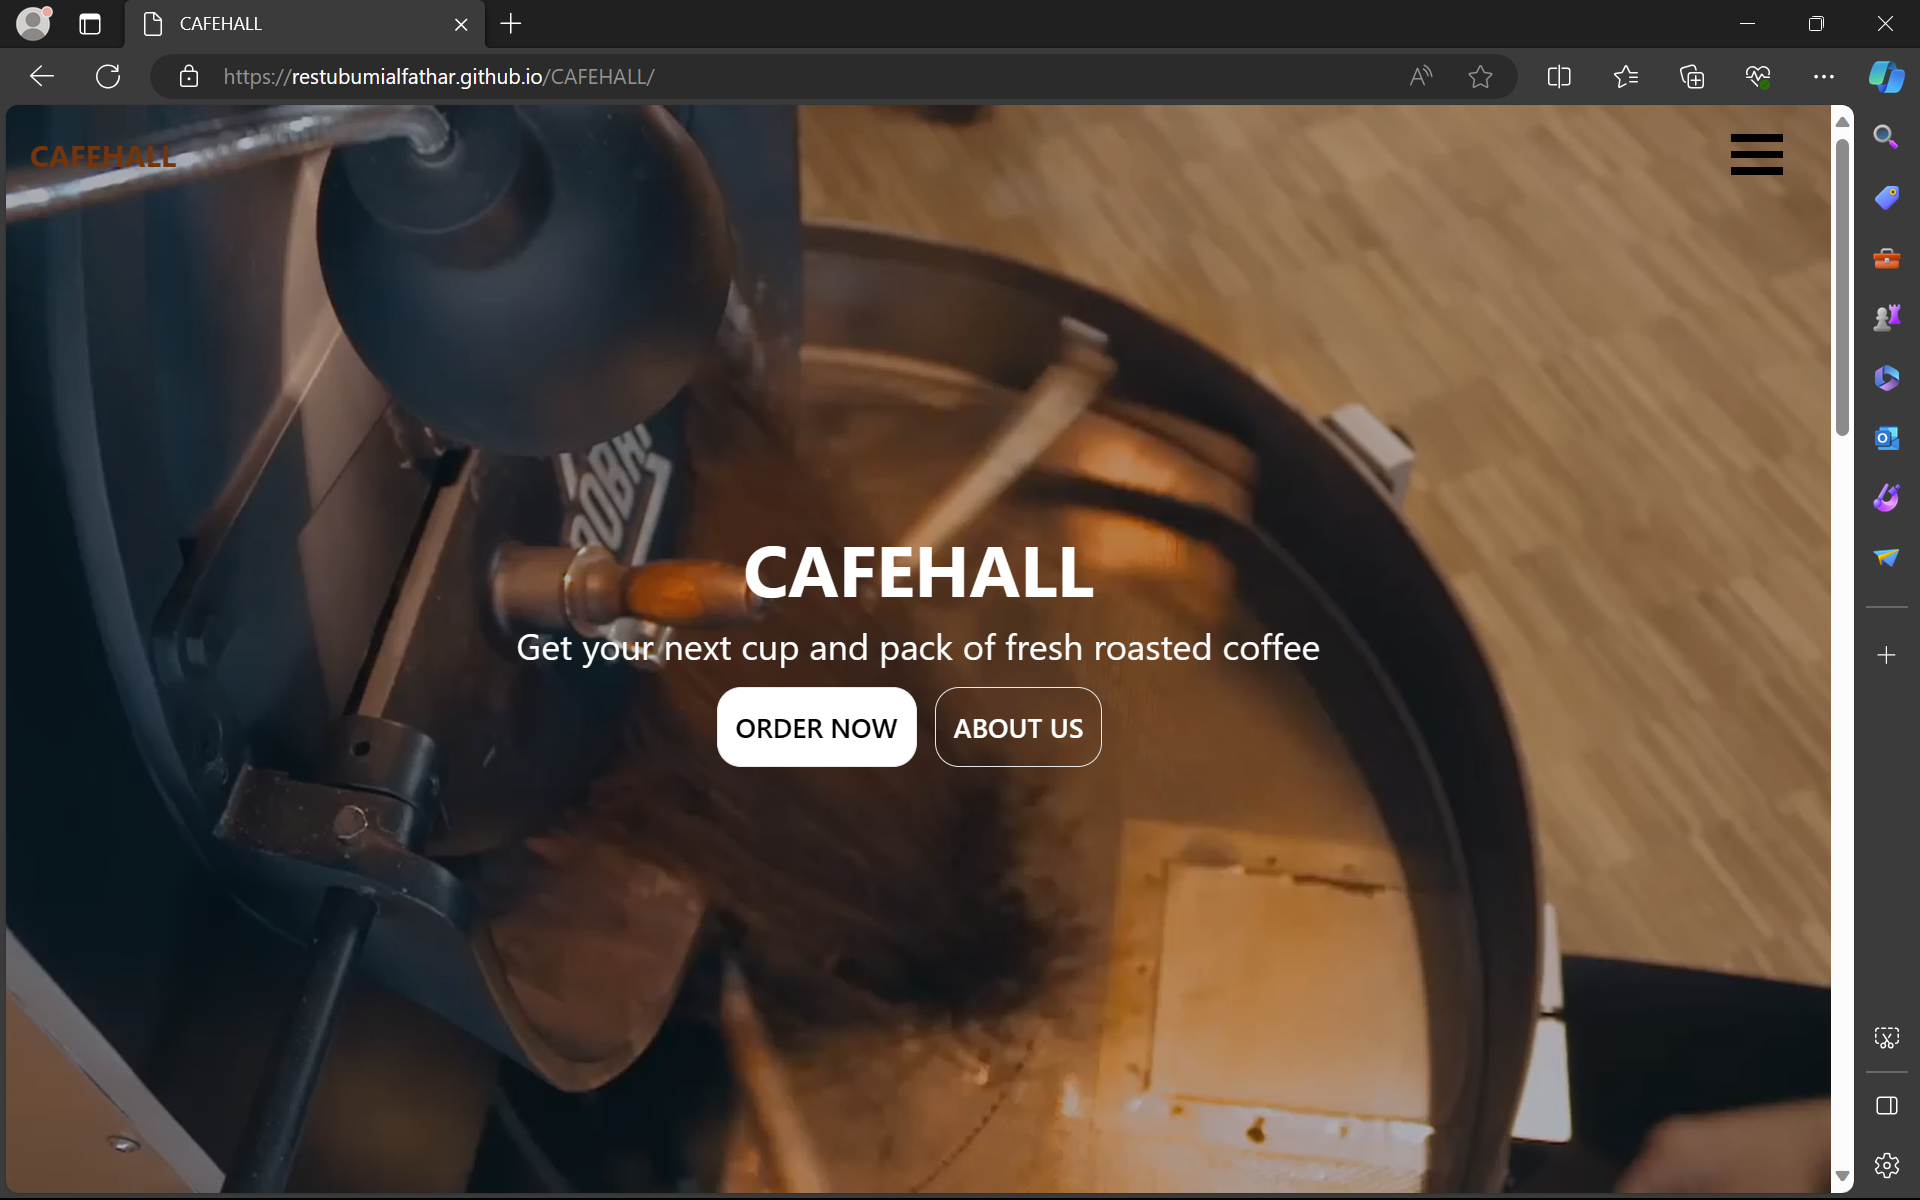 CAFEHALL
https://restubumialfathar.github.io/CAFEHALL/
CAFEHALL
CAFEHALL
Get your next cup and pack of fresh roasted coffee
ORDER NOW
ABOUT US